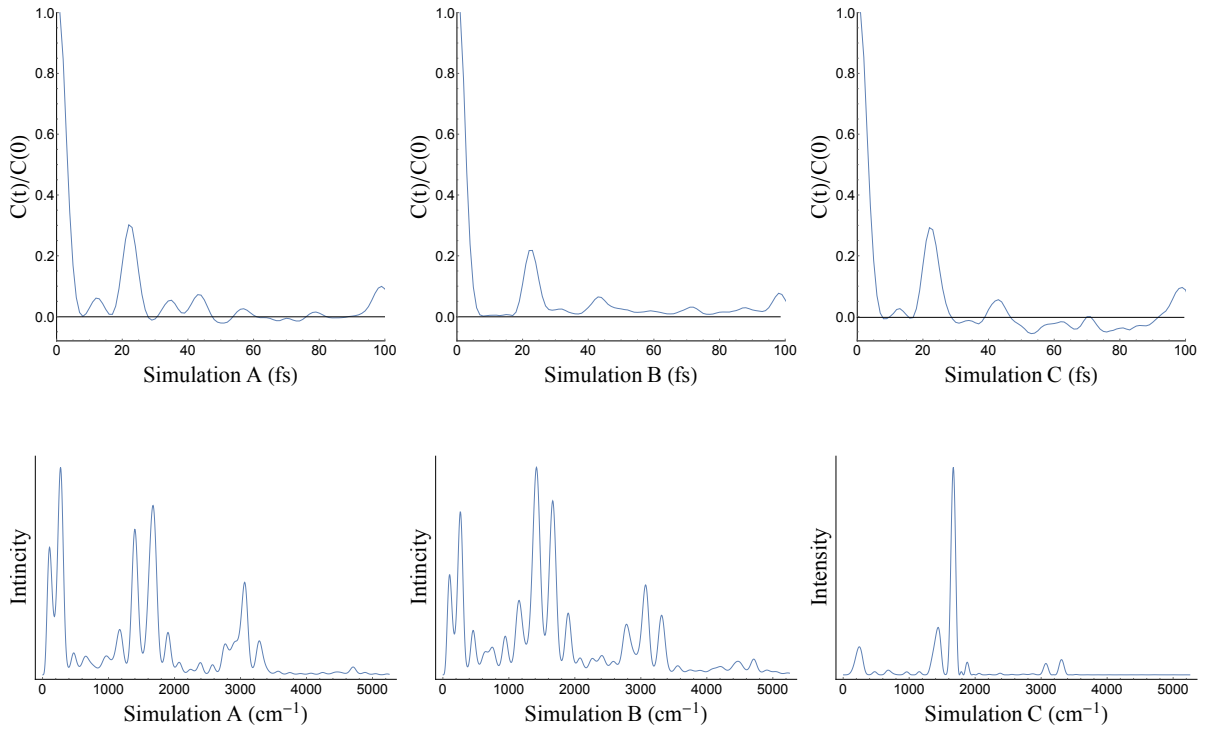 1.0 1.0 1.0
0.8 0.8 0.8
C(t)/C(0) C(t)/C(0) C(t)/C(0)
0.6 0.6 0.6
0.4 0.4 0.4
0.2 0.2 0.2
0.0 0.0 0.0
0 20 40 60 80 100 0 20 40 60 80 100 0 20 40 60 80 100
Simulation A (fs) Simulation B (fs) Simulation C (fs)
Intincity Intincity Intensity
0 1000 2000 3000 4000 5000 0 1000 2000 3000 4000 5000 0 1000 2000 3000 4000 5000
Simulation A (cm⁻¹) Simulation B (cm⁻¹) Simulation C (cm⁻¹)